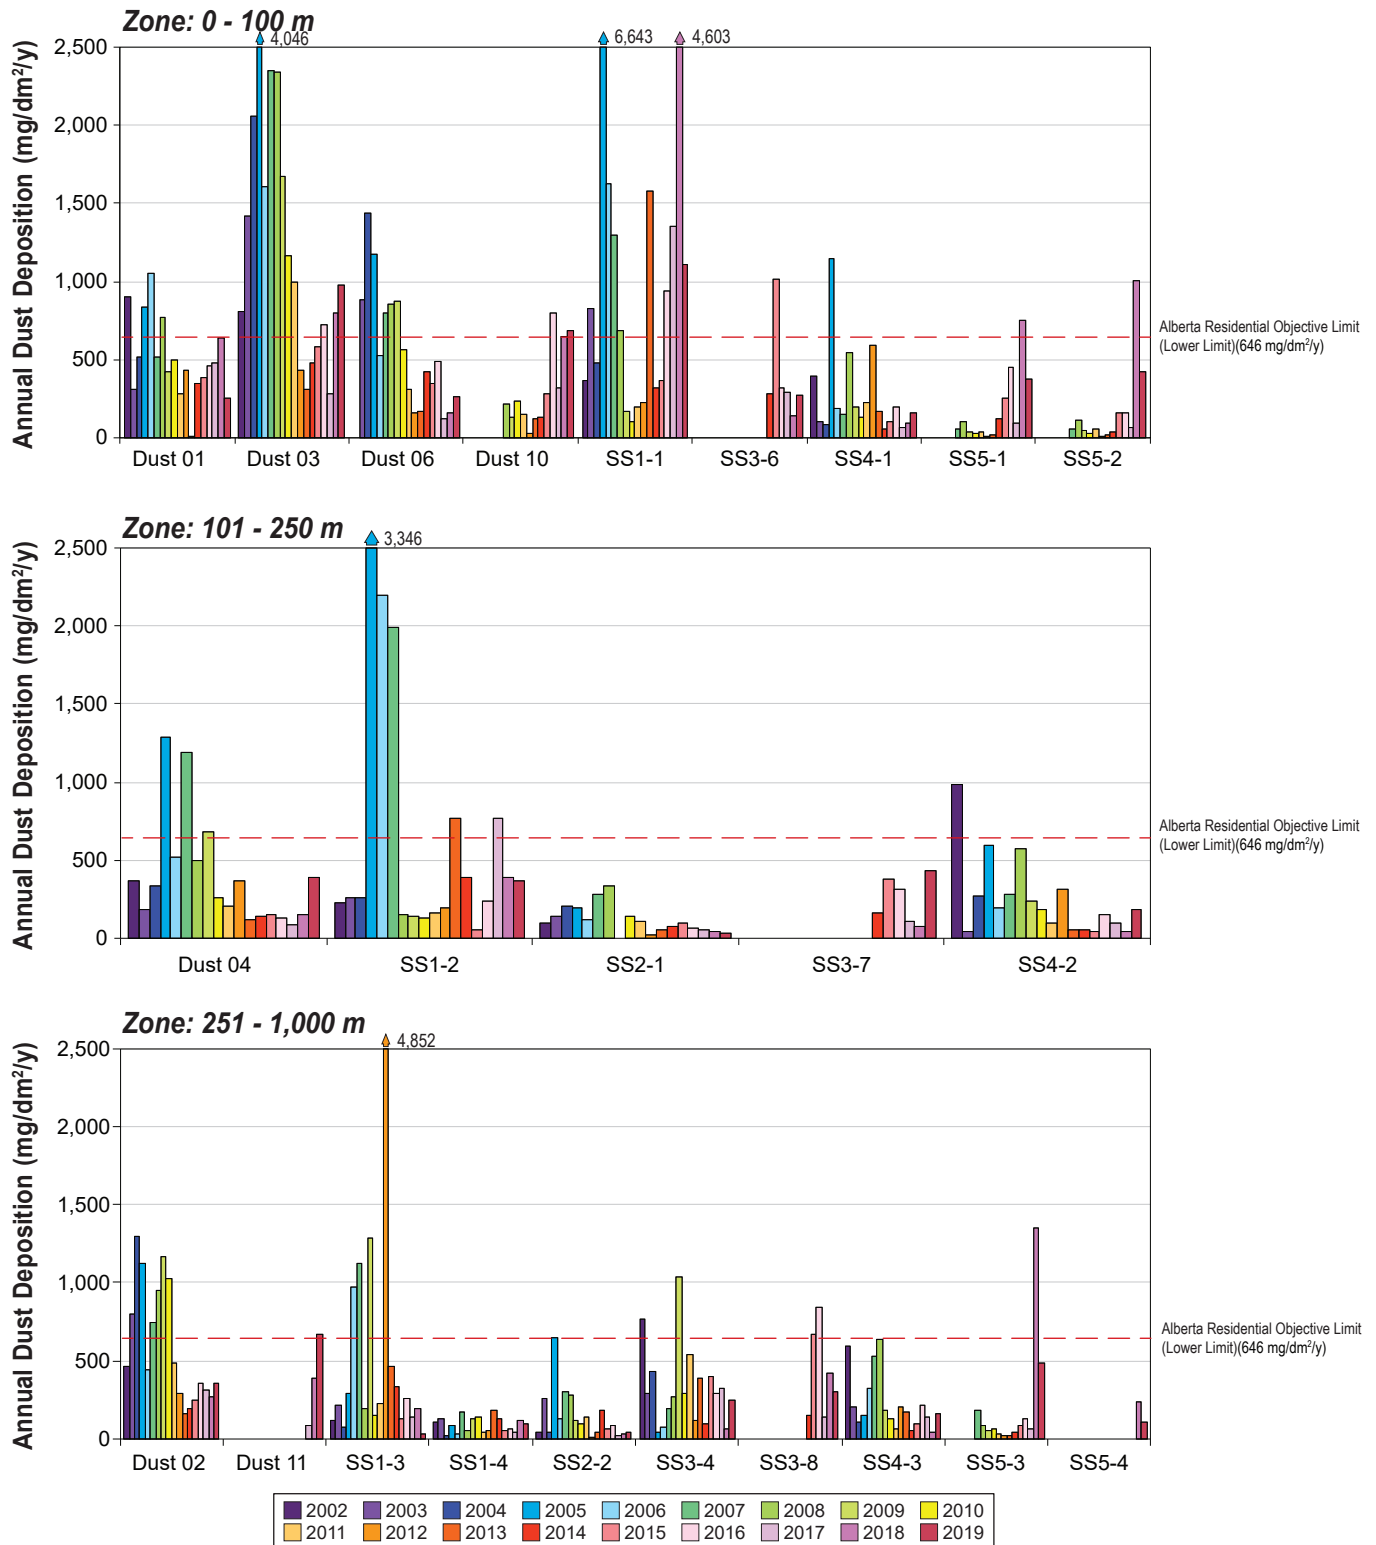 Zone: 0 - 100 m
4,046
6,643
4,603
Annual Dust Deposition (mg/dm²/y)
2,500
2,000
1,500
1,000
500
0
Alberta Residential Objective Limit
(Lower Limit)(646 mg/dm²/y)
Dust 01 Dust 03 Dust 06 Dust 10 SS1-1 SS3-6 SS4-1 SS5-1 SS5-2
Zone: 101 - 250 m
3,346
Annual Dust Deposition (mg/dm²/y)
2,500
2,000
1,500
1,000
500
0
Alberta Residential Objective Limit
(Lower Limit)(646 mg/dm²/y)
Dust 04 SS1-2 SS2-1 SS3-7 SS4-2
Zone: 251 - 1,000 m
4,852
Annual Dust Deposition (mg/dm²/y)
2,500
2,000
1,500
1,000
500
0
Alberta Residential Objective Limit
(Lower Limit)(646 mg/dm²/y)
Dust 02 Dust 11 SS1-3 SS1-4 SS2-2 SS3-4 SS3-8 SS4-3 SS5-3 SS5-4
2002 2003 2004 2005 2006 2007 2008 2009 2010
2011 2012 2013 2014 2015 2016 2017 2018 2019